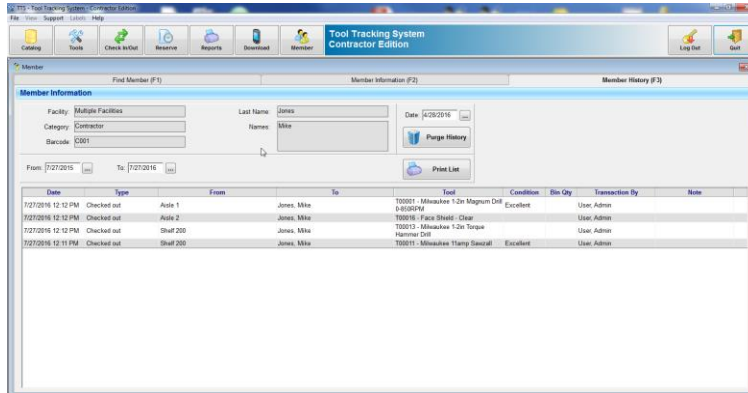 TTS - Tool Tracking System - Contractor Edition
File View Support Labels Help
Catalog Tools Check In/Out Reserve Reports Download Member
Tool Tracking System
Contractor Edition
Log Out Quit
Member
Find Member (F1) Member Information (F2) Member History (F3)
Member Information
Facility: Multiple Facilities Last Name: Jones Date: 4/28/2016 ...
Category: Contractor Names: Mike
Barcode: C001
Purge History
From: 7/27/2015 ... To: 7/27/2016 ...
Print List
Date Type From To Tool Condition Bin Qty Transaction By Note
7/27/2016 12:12 PM Checked out Aisle 1 Jones, Mike T00001 - Milwaukee 1-2in Magnum Drill 0-850RPM Excellent User, Admin
7/27/2016 12:12 PM Checked out Aisle 2 Jones, Mike T00016 - Face Shield - Clear User, Admin
7/27/2016 12:12 PM Checked out Shelf 200 Jones, Mike T00013 - Milwaukee 1-2in Torque Hammer Drill User, Admin
7/27/2016 12:11 PM Checked out Shelf 200 Jones, Mike T00011 - Milwaukee 11amp Sawzall Excellent User, Admin